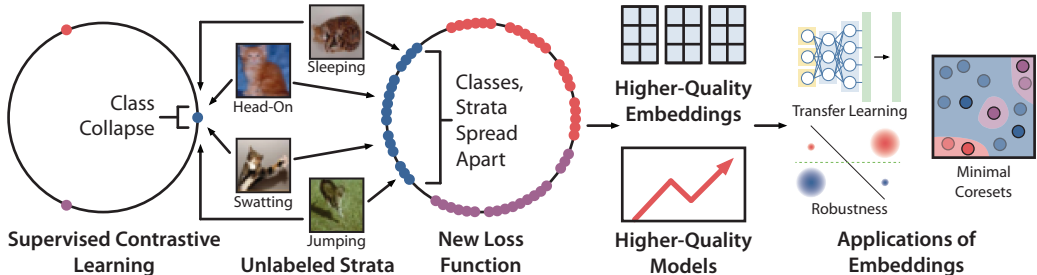 Class
Collapse
Supervised Contrastive
Learning
Sleeping
Head-On
Swatting
Jumping
Unlabeled Strata
Classes,
Strata
Spread
Apart
New Loss
Function
Higher-Quality
Embeddings
Higher-Quality
Models
Transfer Learning
Robustness
Minimal
Coresets
Applications of
Embeddings